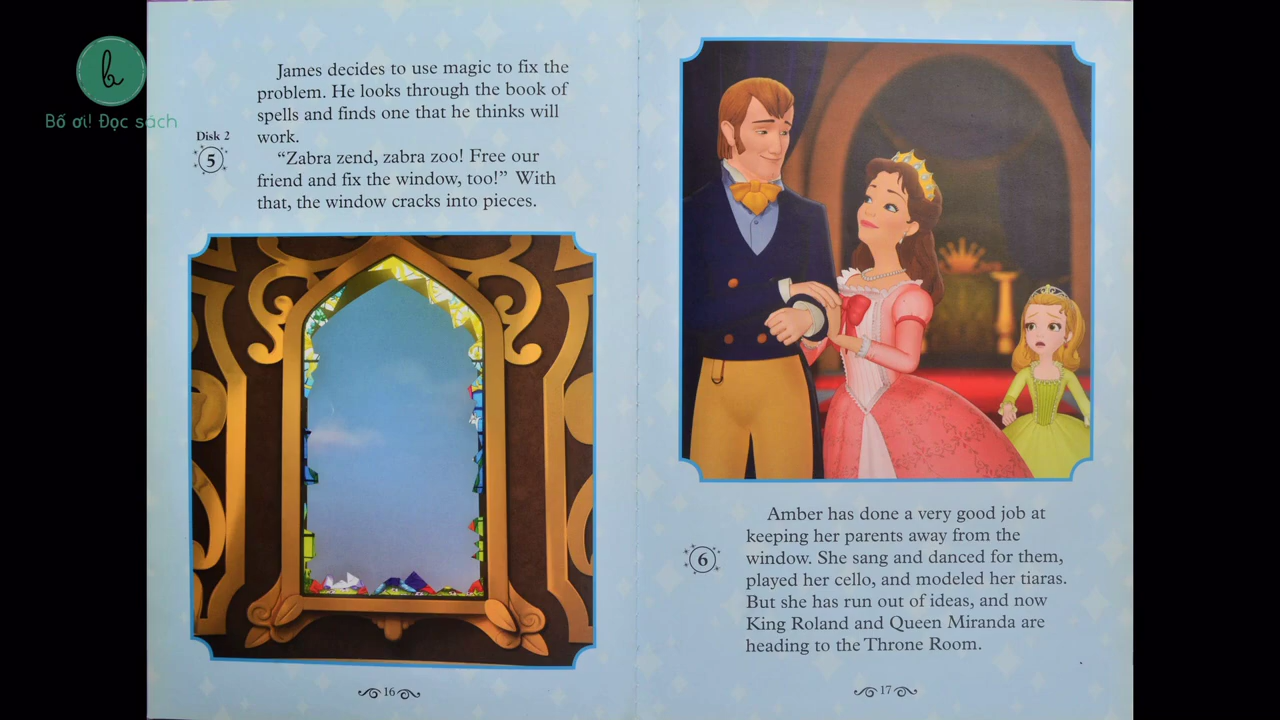 b
Bố ơi! Đọc sách
James decides to use magic to fix the
problem. He looks through the book of
spells and finds one that he thinks will
work.
Disk 2
5
“Zabra zend, zabra zoo! Free our
friend and fix the window, too!” With
that, the window cracks into pieces.
16
Amber has done a very good job at
keeping her parents away from the
window. She sang and danced for them,
played her cello, and modeled her tiaras.
But she has run out of ideas, and now
King Roland and Queen Miranda are
heading to the Throne Room.
6
17